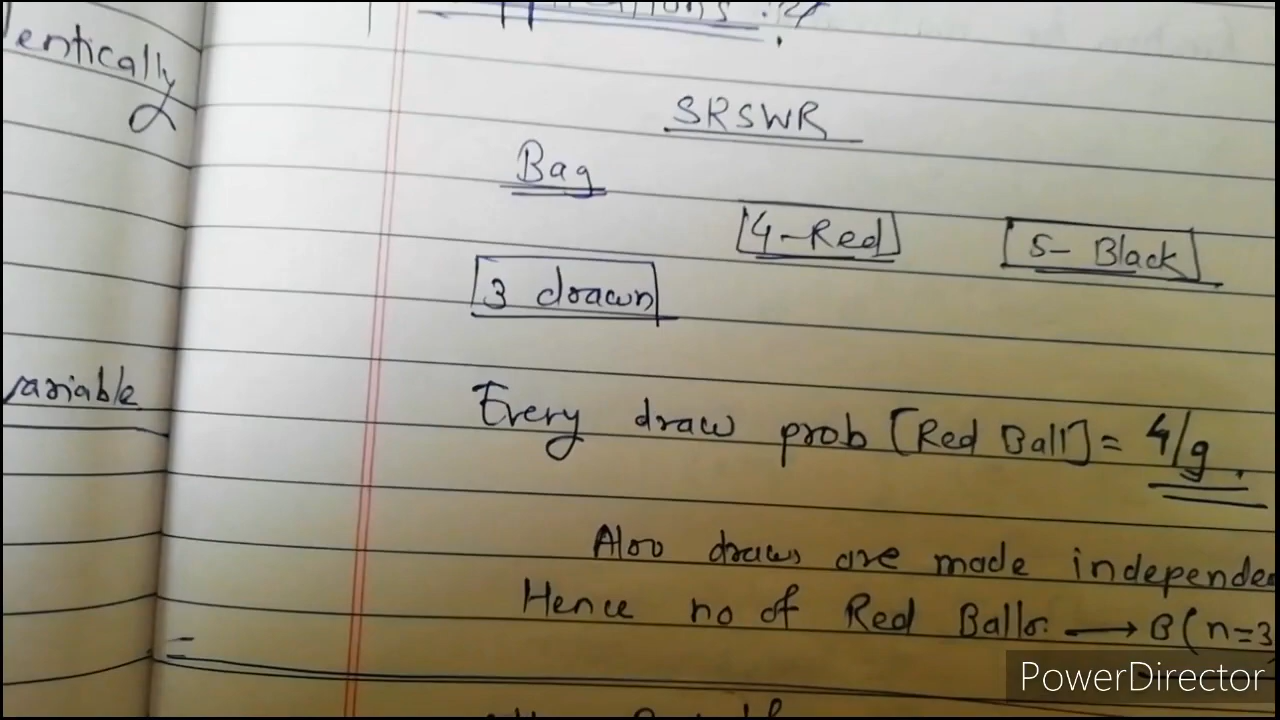 entically
SRSWR
Bag
4-Red
5- Black
3 drawn
variable
Every draw prob [Red Ball] = 4/9.
Also draws are made independe
Hence no of Red Balls. → B(n=3
PowerDirector